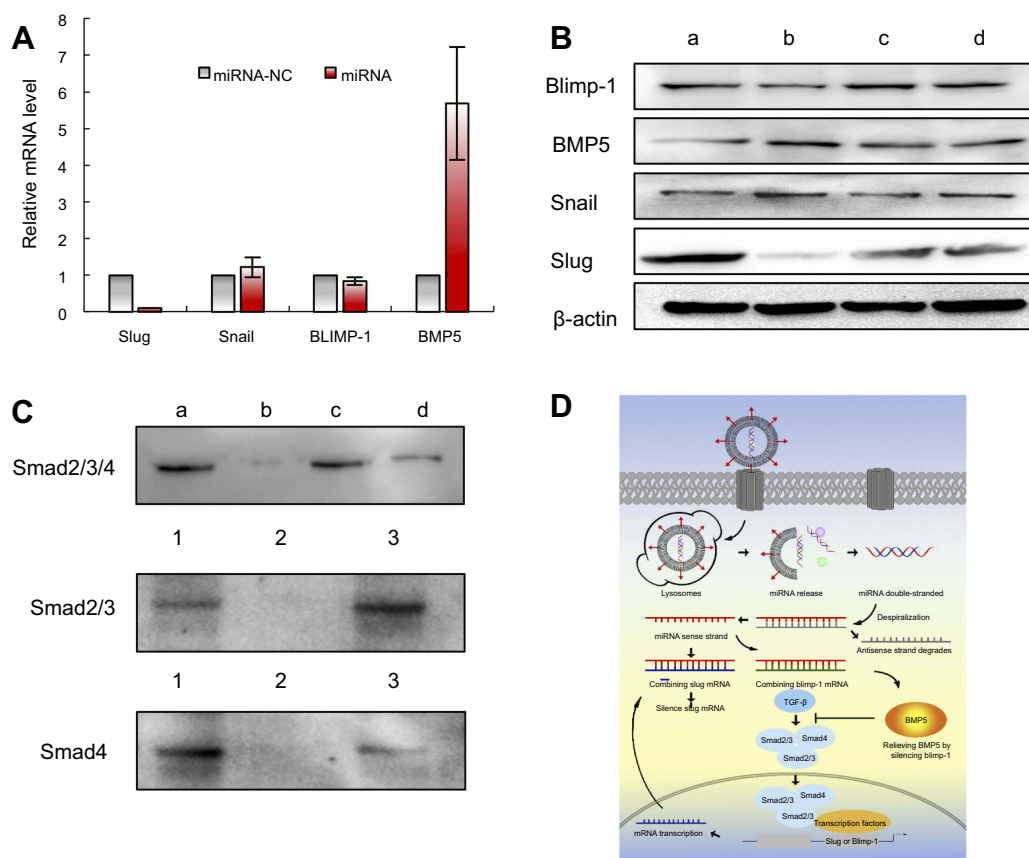 A
Relative mRNA level
8
7
6
5
4
3
2
1
0
miRNA-NC
miRNA
Slug
Snail
BLIMP-1
BMP5
B
a b c d
Blimp-1
BMP5
Snail
Slug
β-actin
C
a b c d
Smad2/3/4
1 2 3
Smad2/3
1 2 3
Smad4
D
Lysosomes
miRNA release
miRNA double-stranded
Despiralization
miRNA sense strand
Antisense strand degrades
Combining slug mRNA
Combining blimp-1 mRNA
Silence slug mRNA
TGF-β
BMP5
Smad2/3
Smad4
Smad2/3
Relieving BMP5 by
silencing blimp-1
Smad2/3
Smad4
Smad2/3
Transcription factors
mRNA transcription
Slug or Blimp-1